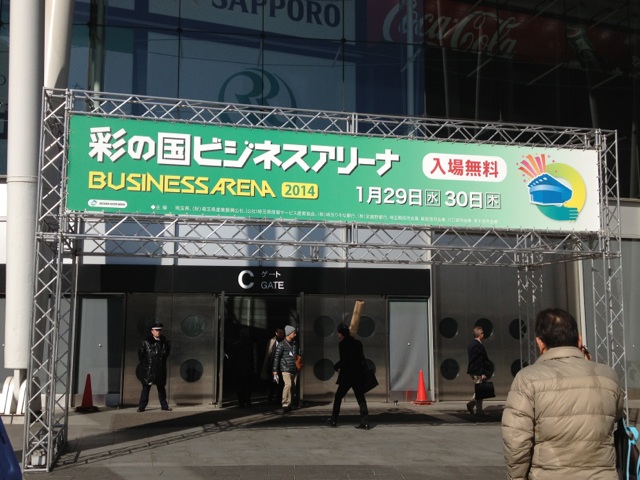 SAPPORO
Coca-Cola
彩の国ビジネスアリーナ
入場無料
BUSINESS ARENA 2014
1月29日水 30日木
C ゲート
GATE